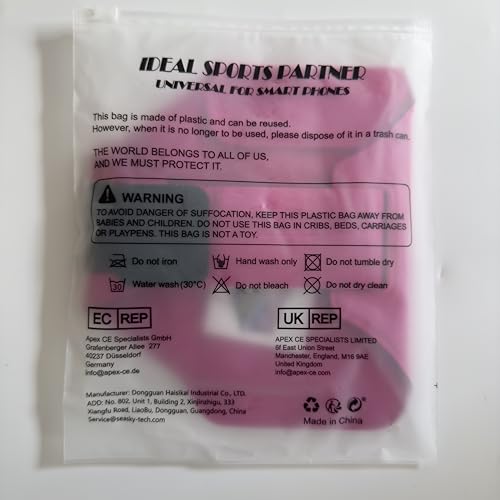 IDEAL SPORTS PARTNER
UNIVERSAL FOR SMART PHONES
This bag is made of plastic and can be reused.
However, when it is no longer to be used, please dispose of it in a trash can.
THE WORLD BELONGS TO ALL OF US,
AND WE MUST PROTECT IT.
WARNING
TO AVOID DANGER OF SUFFOCATION, KEEP THIS PLASTIC BAG AWAY FROM
BABIES AND CHILDREN. DO NOT USE THIS BAG IN CRIBS, BEDS, CARRIAGES
OR PLAYPENS. THIS BAG IS NOT A TOY.
Do not iron Hand wash only Do not tumble dry
30 Water wash (30°C) Do not bleach Do not dry clean
EC REP
Apex CE Specialists GmbH
Grafenberger Allee 277
40237 Düsseldorf
Germany
info@apex-ce.de
UK REP
APEX CE SPECIALISTS LIMITED
6f East Union Street
Manchester, England, M16 9AE
United Kingdom
info@apex-ce.com
Manufacturer: Dongguan Haisikai Industrial Co., LTD.
ADD: No. 802, Unit 1, Building 2, Xinjinzhigu, 333
Xiangfu Road, LiaoBu, Dongguan, Guangdong, China
Service@seasky-tech.com
Made in China